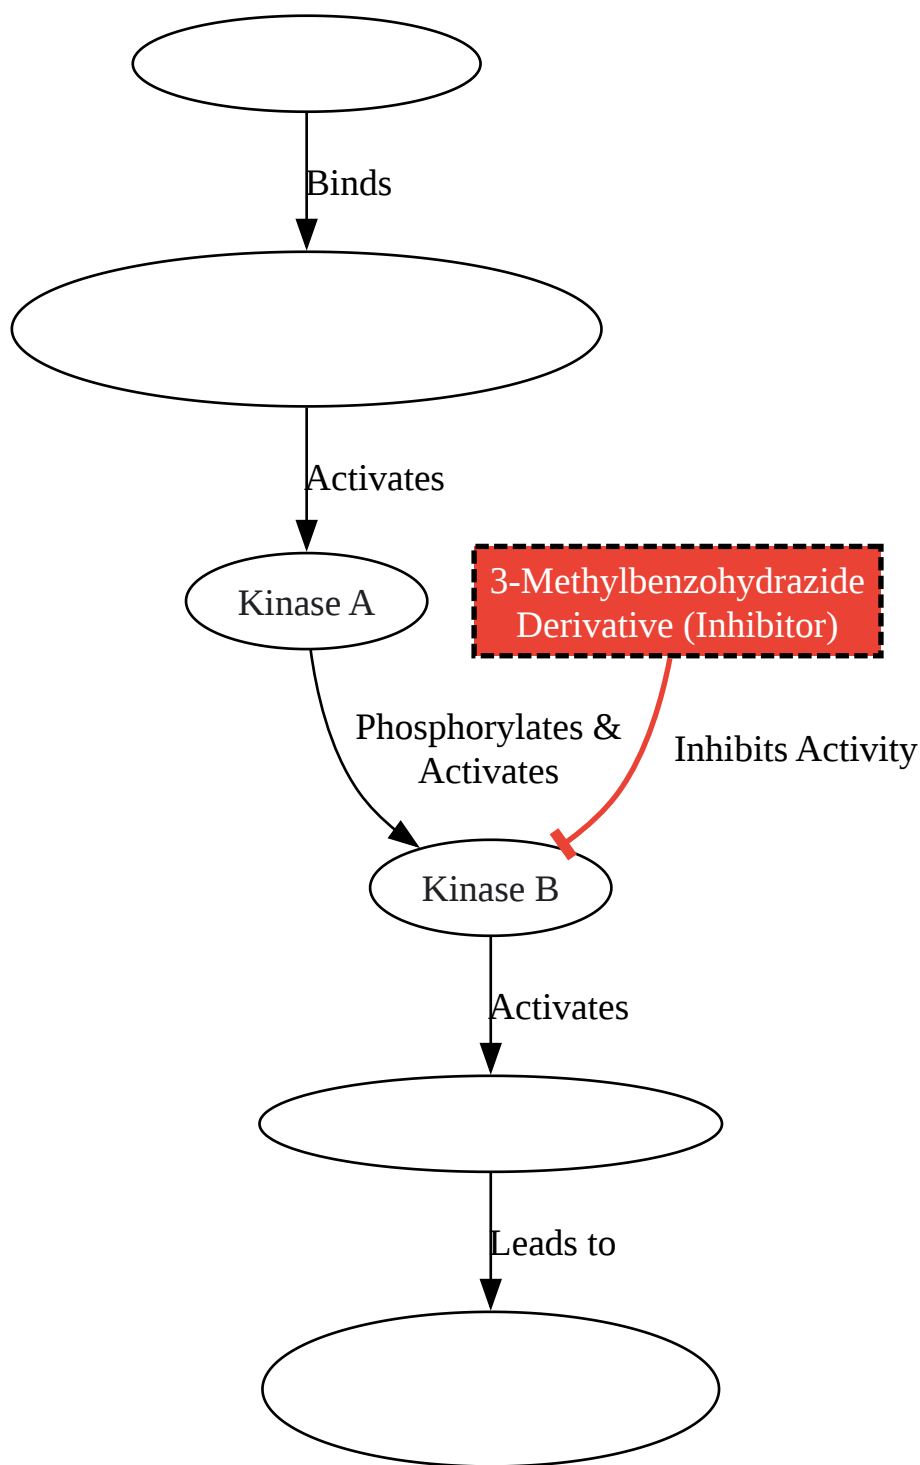 Binds
Activates
Kinase A
3-Methylbenzohydrazide
Derivative (Inhibitor)
Phosphorylates &
Activates
Inhibits Activity
Kinase B
Activates
Leads to